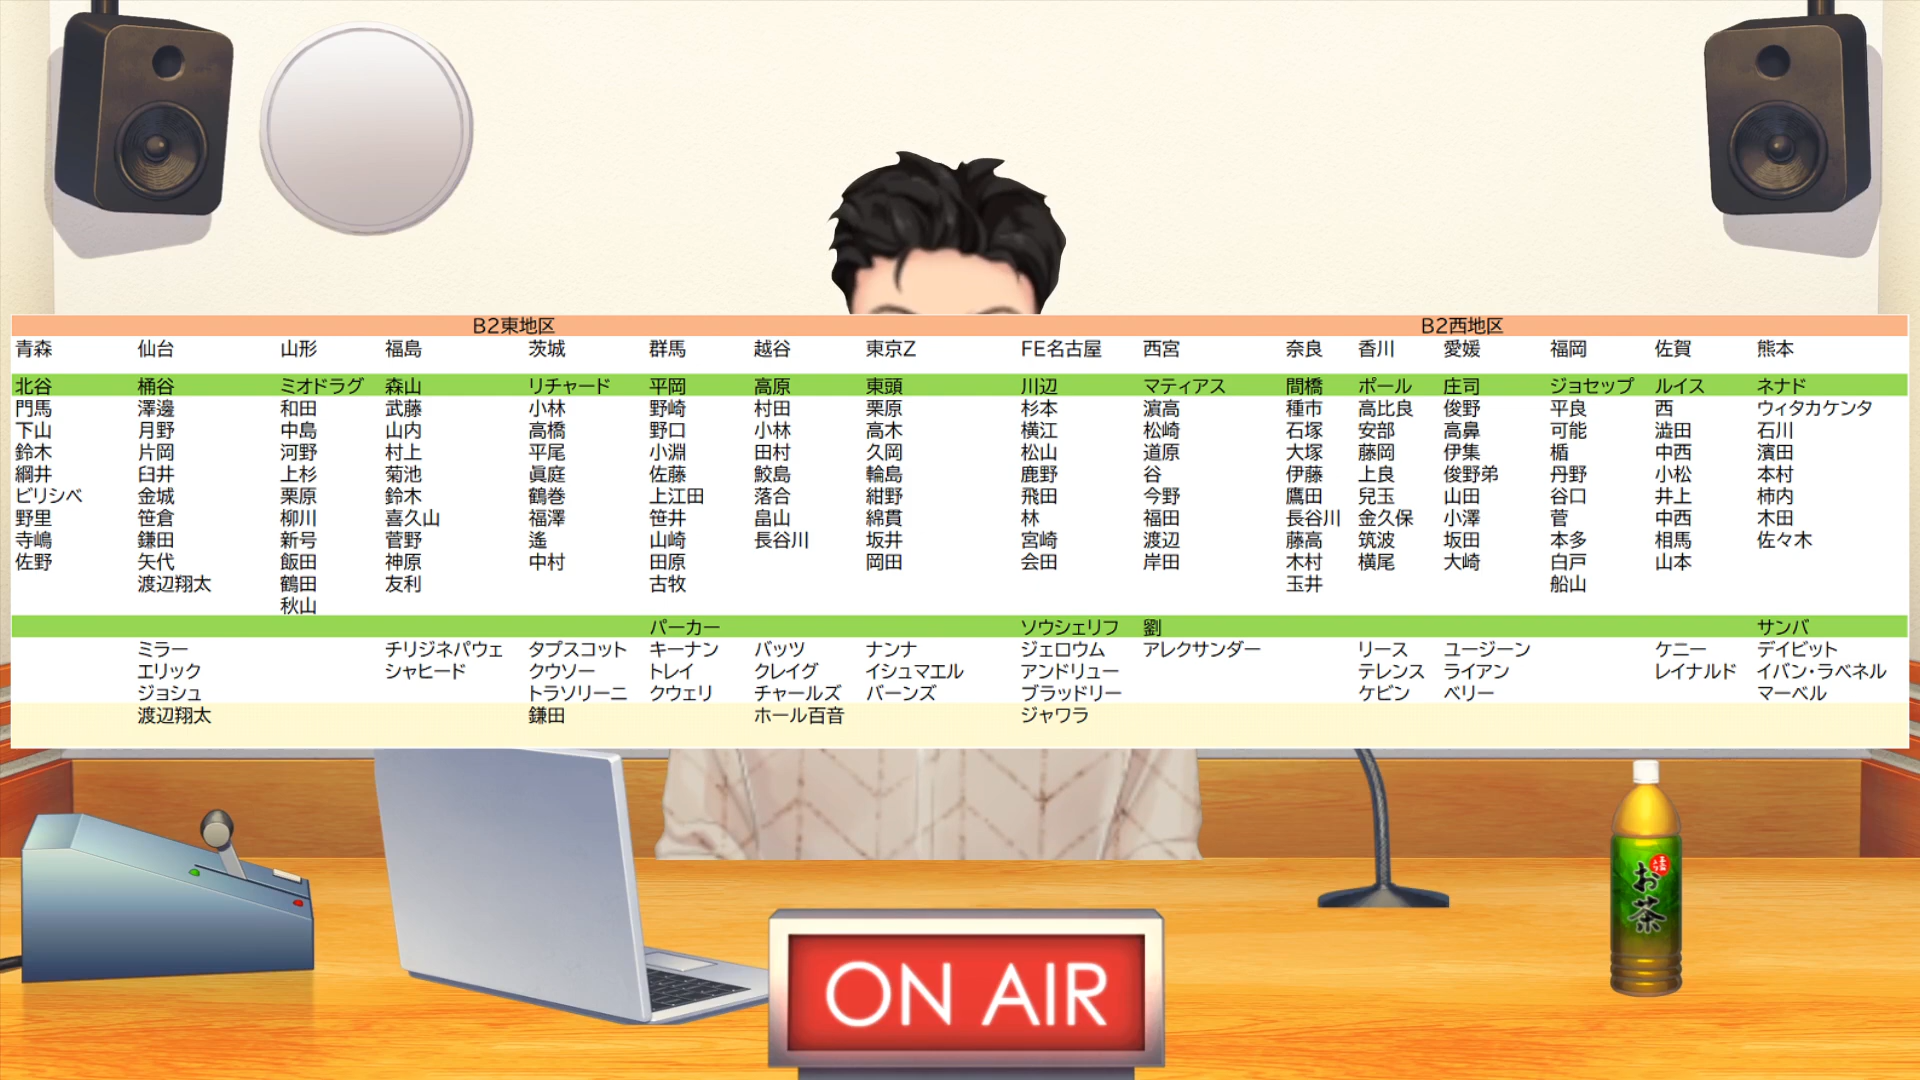 B2東地区 B2西地区
青森 仙台 山形 福島 茨城 群馬 越谷 東京Z FE名古屋 西宮 奈良 香川 愛媛 福岡 佐賀 熊本
北谷 桶谷 ミオドラグ 森山 リチャード 平岡 高原 東頭 川辺 マティアス 間橋 ポール 庄司 ジョセップ ルイス ネナド
門馬 澤邊 和田 武藤 小林 野崎 村田 栗原 杉本 濵高 種市 高比良 俊野 平良 西 ウィタカケンタ
下山 月野 中島 山内 高橋 野口 小林 高木 横江 松崎 石塚 安部 高鼻 可能 澁田 石川
鈴木 片岡 河野 村上 平尾 小淵 田村 久岡 松山 道原 大塚 藤岡 伊集 楯 中西 濱田
綱井 臼井 上杉 菊池 眞庭 佐藤 鮫島 輪島 鹿野 谷 伊藤 上良 俊野弟 丹野 小松 本村
ビリシベ 金城 栗原 鈴木 鶴巻 上江田 落合 紺野 飛田 今野 鷹田 兒玉 山田 谷口 井上 柿内
野里 笹倉 柳川 喜久山 福澤 笹井 畠山 綿貫 林 福田 長谷川 金久保 小澤 菅 中西 木田
寺嶋 鎌田 新号 菅野 遙 山崎 長谷川 坂井 宮崎 渡辺 藤高 筑波 坂田 本多 相馬 佐々木
佐野 矢代 飯田 神原 中村 田原 岡田 会田 岸田 木村 横尾 大崎 白戸 山本
渡辺翔太 鶴田 友利 古牧 玉井 船山
秋山
パーカー ソウシェリフ 劉 サンバ
ミラー チリジネパウェ タプスコット キーナン バッツ ナンナ ジェロウム アレクサンダー リース ユージーン ケニー デイビット
エリック シャヒード クウソー トレイ クレイグ イシュマエル アンドリュー テレンス ライアン レイナルド イバン・ラベネル
ジョシュ トラソリーニ クウェリ チャールズ バーンズ ブラッドリー ケビン ベリー マーベル
渡辺翔太 鎌田 ホール百音 ジャワラ
お茶
ON AIR